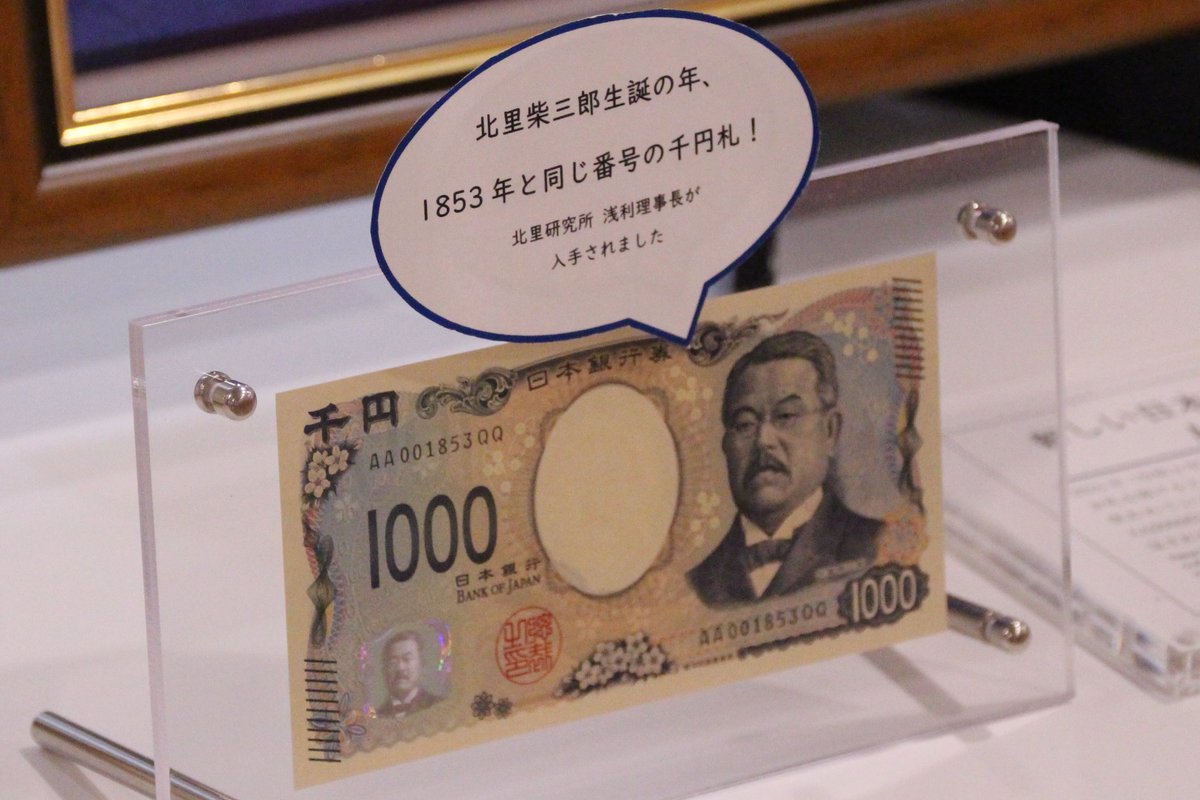 北里柴三郎生誕の年、
1853年と同じ番号の千円札!
北里研究所 浅利理事長が
入手されました
日本銀行券
千円
AA001853QQ
1000
日本銀行
BANK OF JAPAN
AA001853QQ
1000